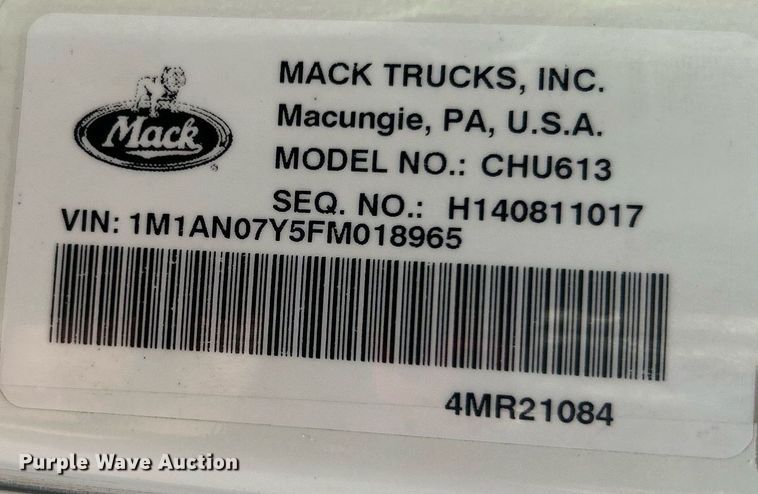 Mack
MACK TRUCKS, INC.
Macungie, PA, U.S.A.
MODEL NO.: CHU613
SEQ. NO.: H140811017
VIN: 1M1AN07Y5FM018965
4MR21084
Purple Wave Auction